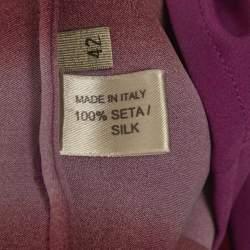 42
MADE IN ITALY
100% SETA /
SILK